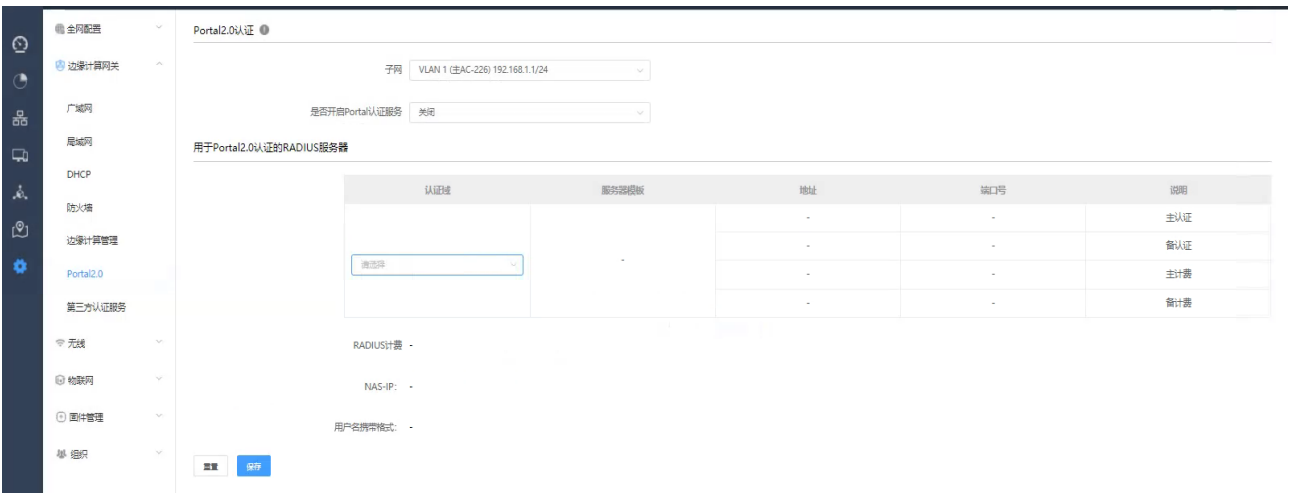 全网配置
边缘计算网关
广域网
局域网
DHCP
防火墙
边缘计算管理
Portal2.0
第三方认证服务
无线
物联网
固件管理
组织
Portal2.0认证
子网 VLAN 1 (主AC-226) 192.168.1.1/24
是否开启Portal认证服务 关闭
用于Portal2.0认证的RADIUS服务器
认证域 服务器模板 地址 端口号 说明
- - 主认证
- - 备认证
请选择 -
- - 主计费
- - 备计费
RADIUS计费 -
NAS-IP: -
用户名携带格式: -
重置 保存